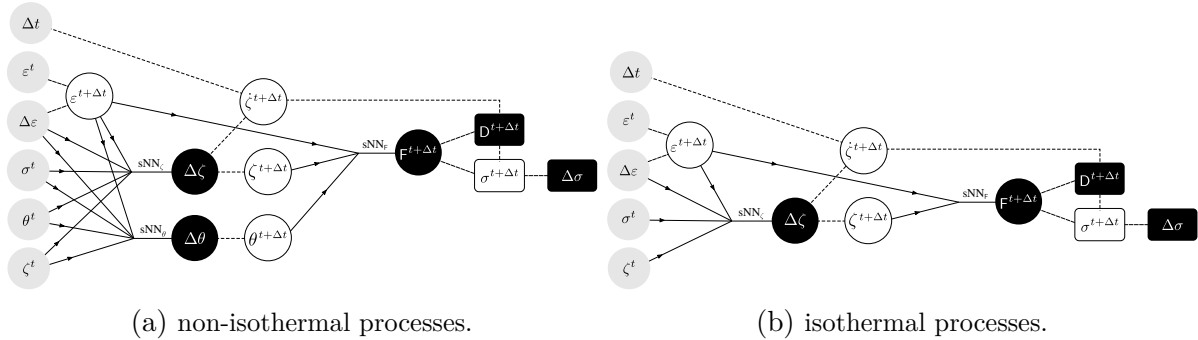 Δt
ε^t
ε^{t+Δt}
ζ̇^{t+Δt}
Δε
D^{t+Δt}
F^{t+Δt}
sNN_F
σ^t
sNN_ζ
Δζ
ζ^{t+Δt}
σ^{t+Δt}
Δσ
θ^t
sNN_θ
Δθ
θ^{t+Δt}
ζ^t
(a) non-isothermal processes.
Δt
ε^t
ε^{t+Δt}
ζ̇^{t+Δt}
Δε
D^{t+Δt}
sNN_F
F^{t+Δt}
σ^t
sNN_ζ
Δζ
ζ^{t+Δt}
σ^{t+Δt}
Δσ
ζ^t
(b) isothermal processes.